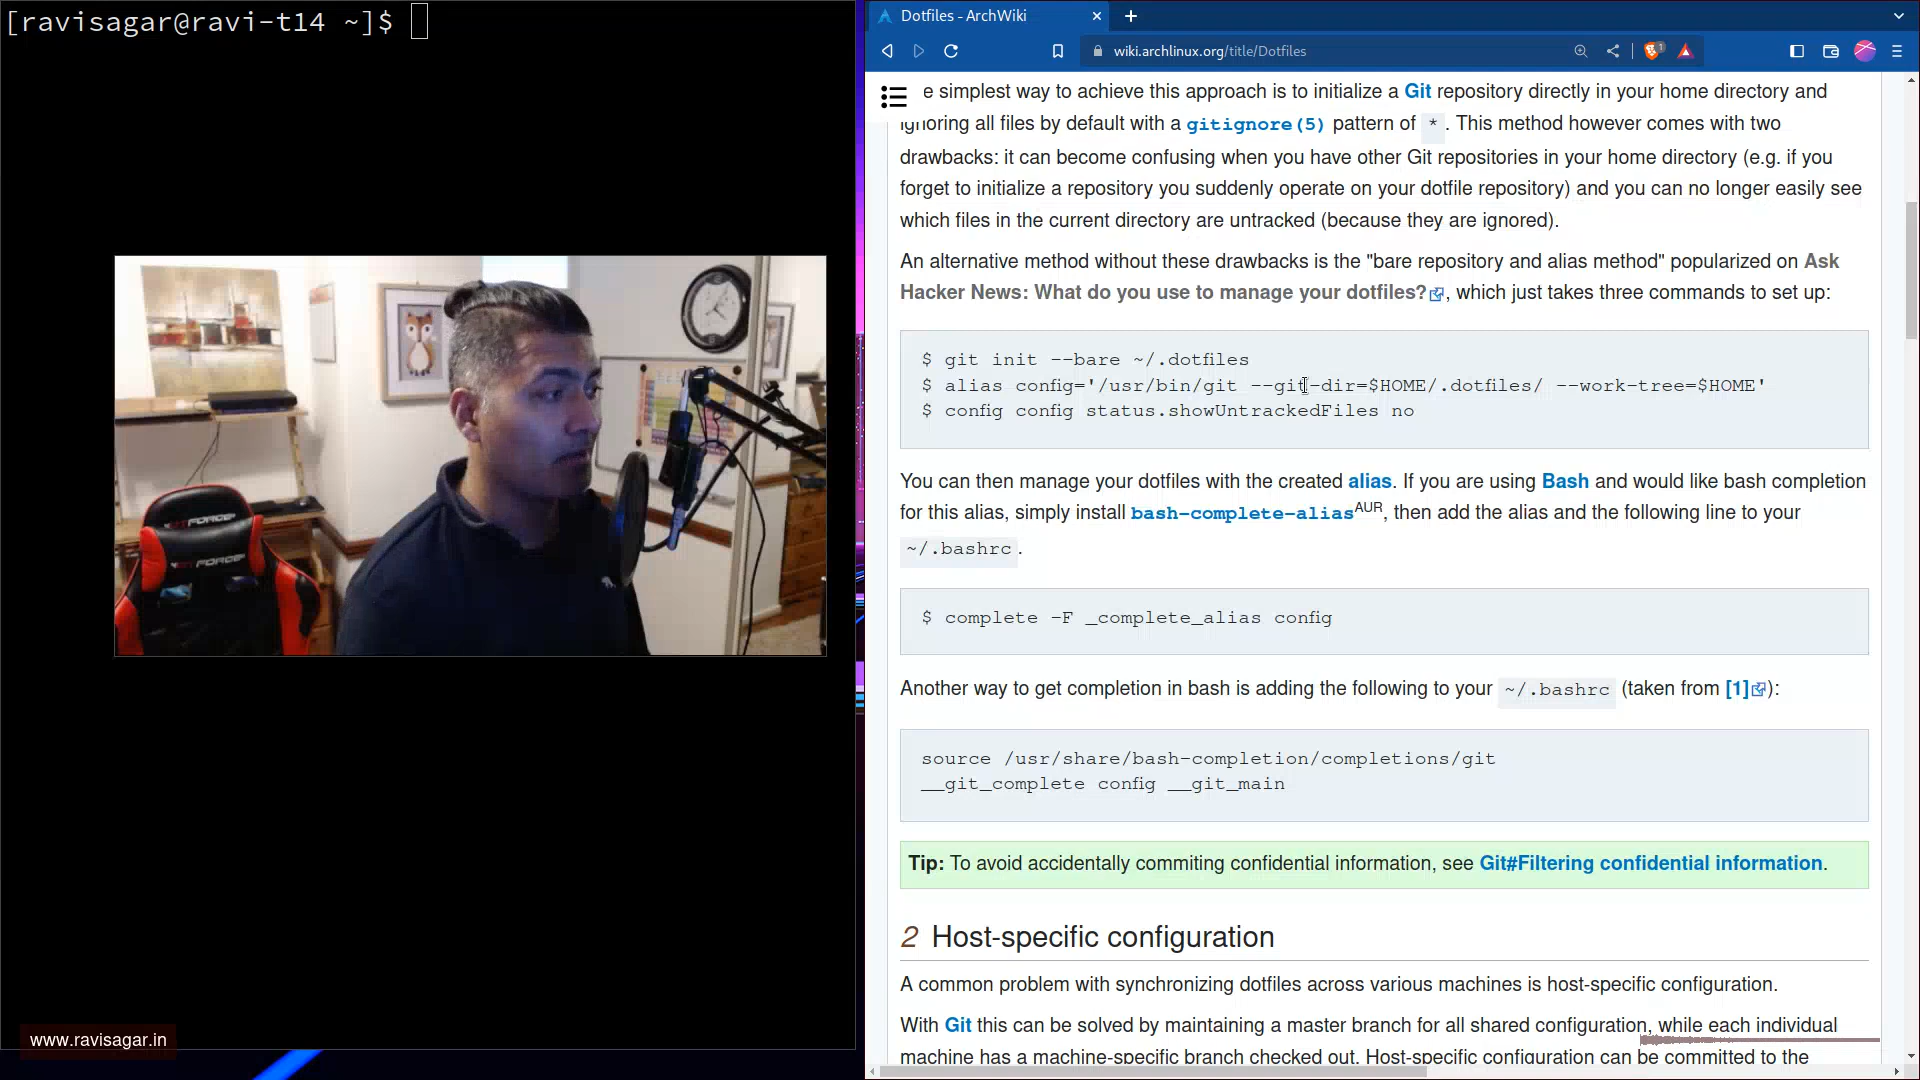 [ravisagar@ravi-t14 ~]$
www.ravisagar.in
Dotfiles - ArchWiki
wiki.archlinux.org/title/Dotfiles
1
e simplest way to achieve this approach is to initialize a Git repository directly in your home directory and
ignoring all files by default with a gitignore(5) pattern of *. This method however comes with two
drawbacks: it can become confusing when you have other Git repositories in your home directory (e.g. if you
forget to initialize a repository you suddenly operate on your dotfile repository) and you can no longer easily see
which files in the current directory are untracked (because they are ignored).
An alternative method without these drawbacks is the "bare repository and alias method" popularized on Ask
Hacker News: What do you use to manage your dotfiles?, which just takes three commands to set up:
$ git init --bare ~/.dotfiles
$ alias config='/usr/bin/git --git-dir=$HOME/.dotfiles/ --work-tree=$HOME'
$ config config status.showUntrackedFiles no
You can then manage your dotfiles with the created alias. If you are using Bash and would like bash completion
for this alias, simply install bash-complete-alias AUR, then add the alias and the following line to your
~/.bashrc.
$ complete -F _complete_alias config
Another way to get completion in bash is adding the following to your ~/.bashrc (taken from [1]):
source /usr/share/bash-completion/completions/git
__git_complete config __git_main
Tip: To avoid accidentally commiting confidential information, see Git#Filtering confidential information.
2 Host-specific configuration
A common problem with synchronizing dotfiles across various machines is host-specific configuration.
With Git this can be solved by maintaining a master branch for all shared configuration, while each individual
machine has a machine-specific branch checked out. Host-specific configuration can be committed to the